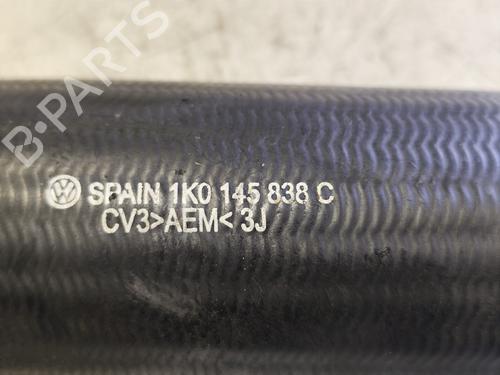 B-PARTS
SPAIN 1K0 145 838 C
CV3>AEM< 3J